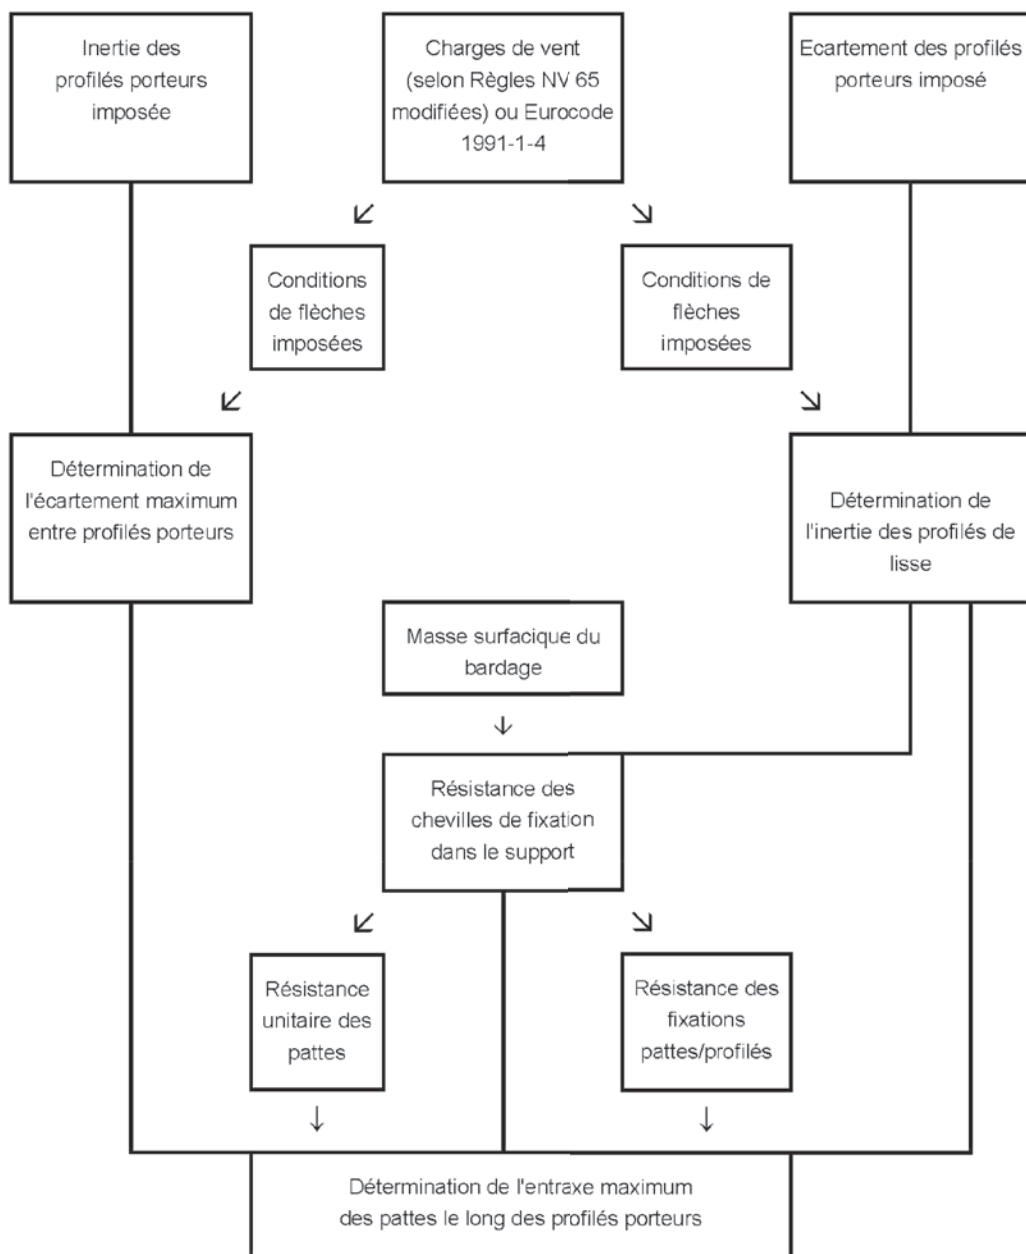 Inertie des
profilés porteurs
imposée
Charges de vent
(selon Règles NV 65
modifiées) ou Eurocode
1991-1-4
Ecartement des profilés
porteurs imposé
Conditions
de flèches
imposées
Conditions de
flèches
imposées
Détermination de
l'écartement maximum
entre profilés porteurs
Détermination de
l'inertie des profilés de
lisse
Masse surfacique du
bardage
Résistance des
chevilles de fixation
dans le support
Résistance
unitaire des
pattes
Résistance des
fixations
pattes/profilés
Détermination de l'entraxe maximum
des pattes le long des profilés porteurs